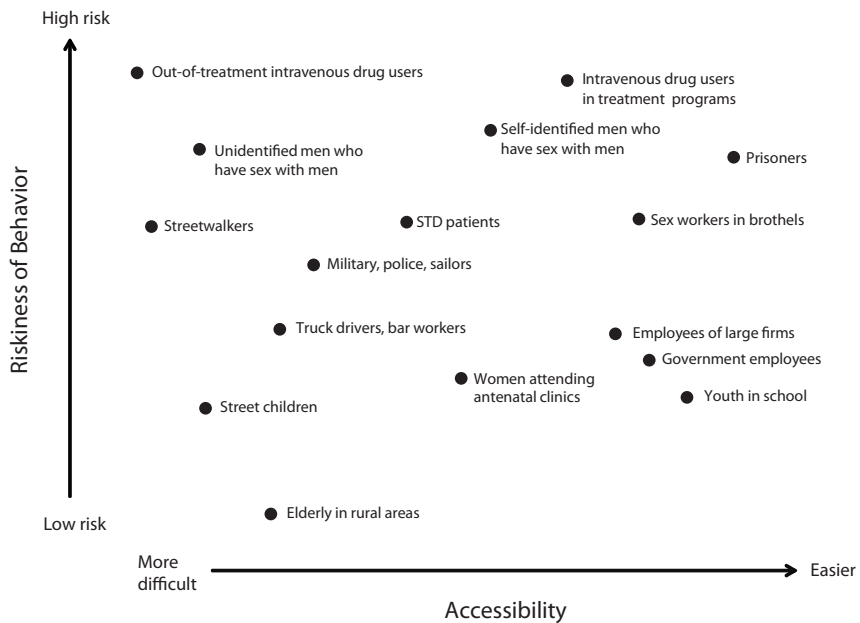 High risk
Out-of-treatment intravenous drug users
Intravenous drug users
in treatment programs
Self-identified men who
have sex with men
Unidentified men who
have sex with men
Prisoners
Streetwalkers
STD patients
Sex workers in brothels
Military, police, sailors
Riskiness of Behavior
Truck drivers, bar workers
Employees of large firms
Government employees
Women attending
antenatal clinics
Youth in school
Street children
Elderly in rural areas
Low risk
More
difficult
Easier
Accessibility